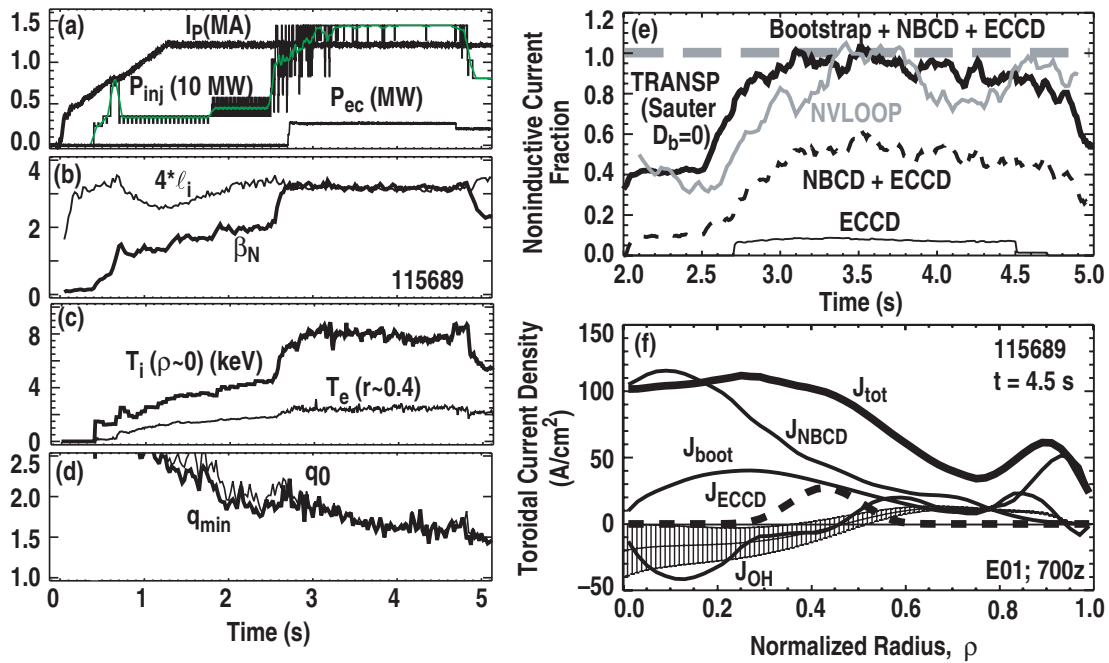 (a)
I_P(MA)
P_inj (10 MW)
P_ec (MW)
1.5
1.0
0.5
0.0
(b)
4*ℓ_i
β_N
115689
4
2
0
(c)
T_i (ρ~0) (keV)
T_e (r~0.4)
8
4
0
(d)
q_0
q_min
2.5
2.0
1.5
1.0
0 1 2 3 4 5
Time (s)
(e)
Bootstrap + NBCD + ECCD
TRANSP
(Sauter
D_b=0)
NVLOOP
NBCD + ECCD
ECCD
Noninductive Current
Fraction
1.2
1.0
0.8
0.6
0.4
0.2
0.0
2.0 2.5 3.0 3.5 4.0 4.5 5.0
Time (s)
(f)
115689
t = 4.5 s
J_tot
J_NBCD
J_boot
J_ECCD
J_OH
E01; 700z
Toroidal Current Density
(A/cm²)
150
100
50
0
−50
0.0 0.2 0.4 0.6 0.8 1.0
Normalized Radius, ρ